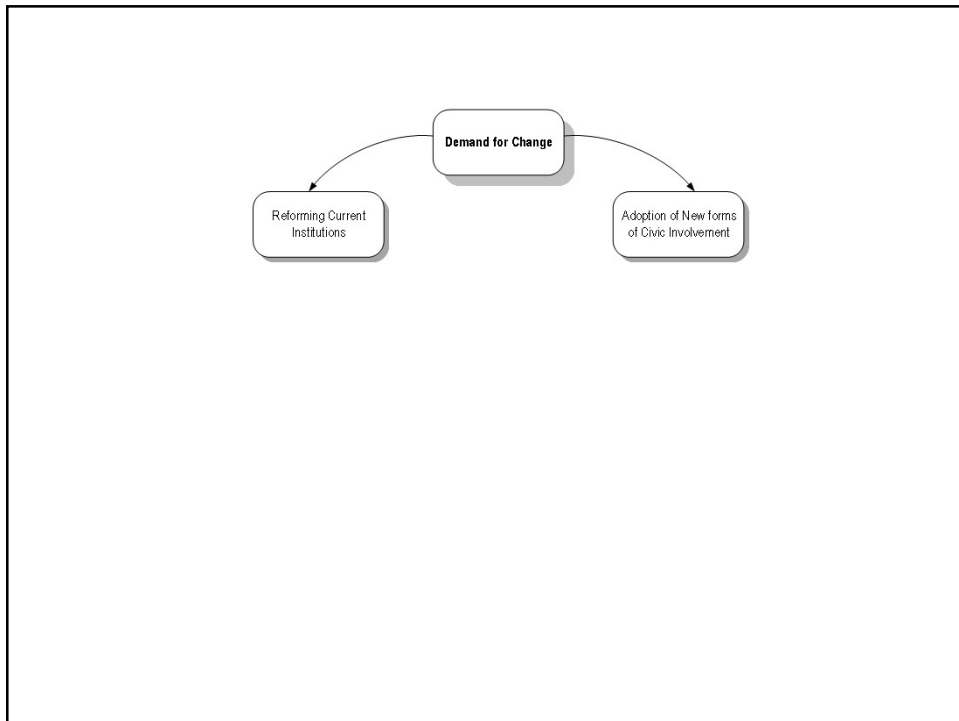 Demand for Change
Reforming Current
Institutions
Adoption of New forms
of Civic Involvement